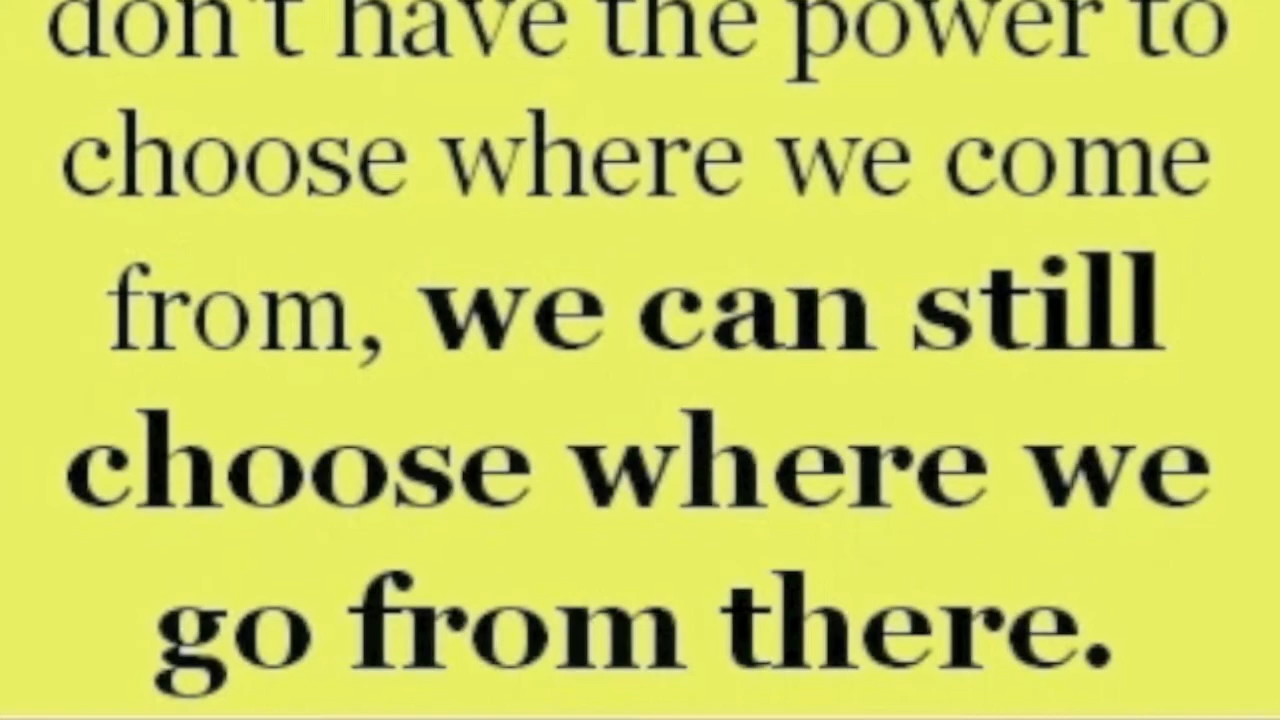 don't have the power to
choose where we come
from, we can still
choose where we
go from there.